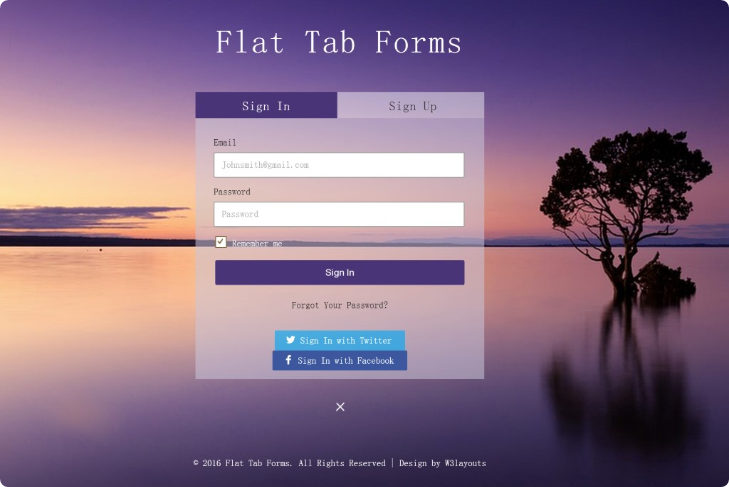 Flat Tab Forms
Sign In
Sign Up
Email
Johnsmith@gmail.com
Password
Password
Remember me
Sign In
Forgot Your Password?
Sign In with Twitter
Sign In with Facebook
© 2016 Flat Tab Forms. All Rights Reserved | Design by W3layouts